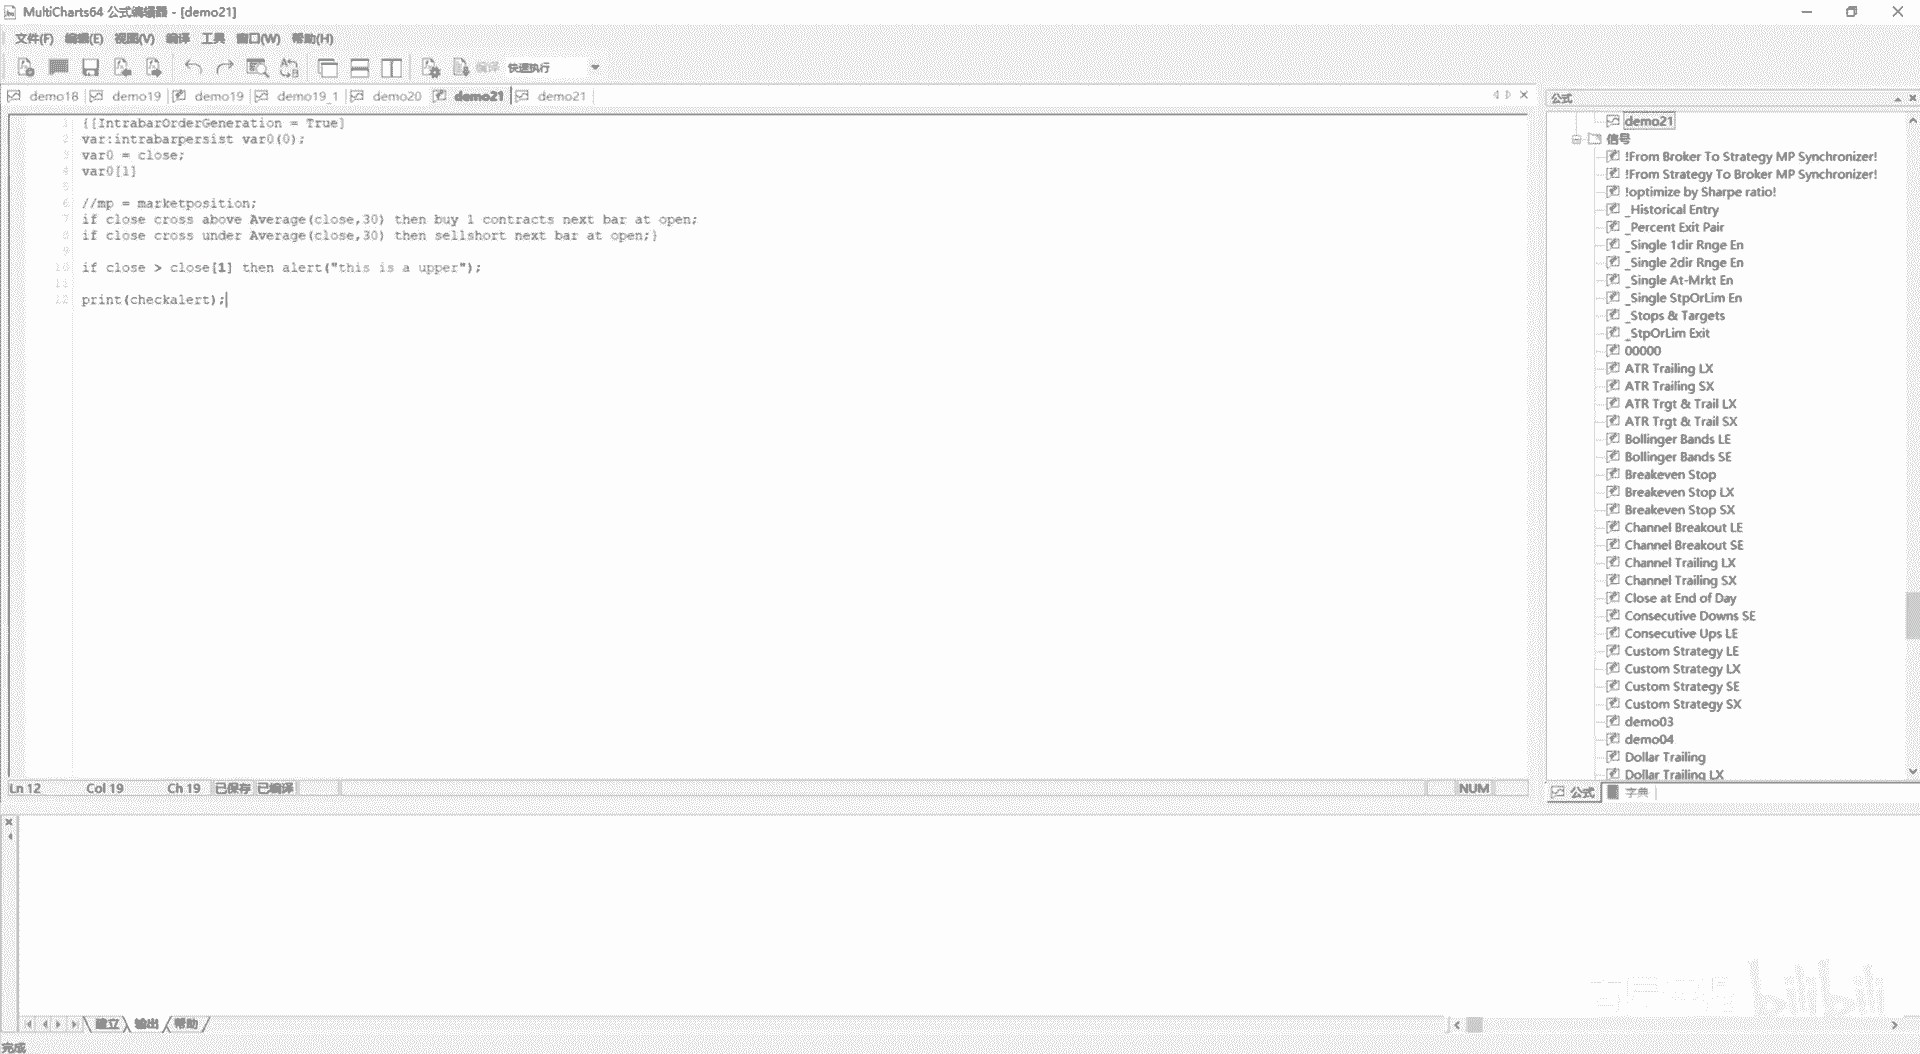 MultiCharts64 公式编辑器 - [demo21]
文件(F) 编辑(E) 视图(V) 编译 工具 窗口(W) 帮助(H)
编译 快速执行
demo18 demo19 demo19 demo19_1 demo20 demo21 demo21
1 {[IntrabarOrderGeneration = True]
2 var:intrabarpersist var0(0);
3 var0 = close;
4 var0[1]
5
6 //mp = marketposition;
7 if close cross above Average(close,30) then buy 1 contracts next bar at open;
8 if close cross under Average(close,30) then sellshort next bar at open;}
9
10 if close > close[1] then alert("this is a upper");
11
12 print(checkalert);
Ln 12 Col 19 Ch 19 已保存 已编译 NUM
公式
demo21
信号
!From Broker To Strategy MP Synchronizer!
!From Strategy To Broker MP Synchronizer!
!optimize by Sharpe ratio!
_Historical Entry
_Percent Exit Pair
_Single 1dir Rnge En
_Single 2dir Rnge En
_Single At-Mrkt En
_Single StpOrLim En
_Stops & Targets
_StpOrLim Exit
00000
ATR Trailing LX
ATR Trailing SX
ATR Trgt & Trail LX
ATR Trgt & Trail SX
Bollinger Bands LE
Bollinger Bands SE
Breakeven Stop
Breakeven Stop LX
Breakeven Stop SX
Channel Breakout LE
Channel Breakout SE
Channel Trailing LX
Channel Trailing SX
Close at End of Day
Consecutive Downs SE
Consecutive Ups LE
Custom Strategy LE
Custom Strategy LX
Custom Strategy SE
Custom Strategy SX
demo03
demo04
Dollar Trailing
Dollar Trailing LX
公式 字典
bilibili
建立 输出 帮助
完成